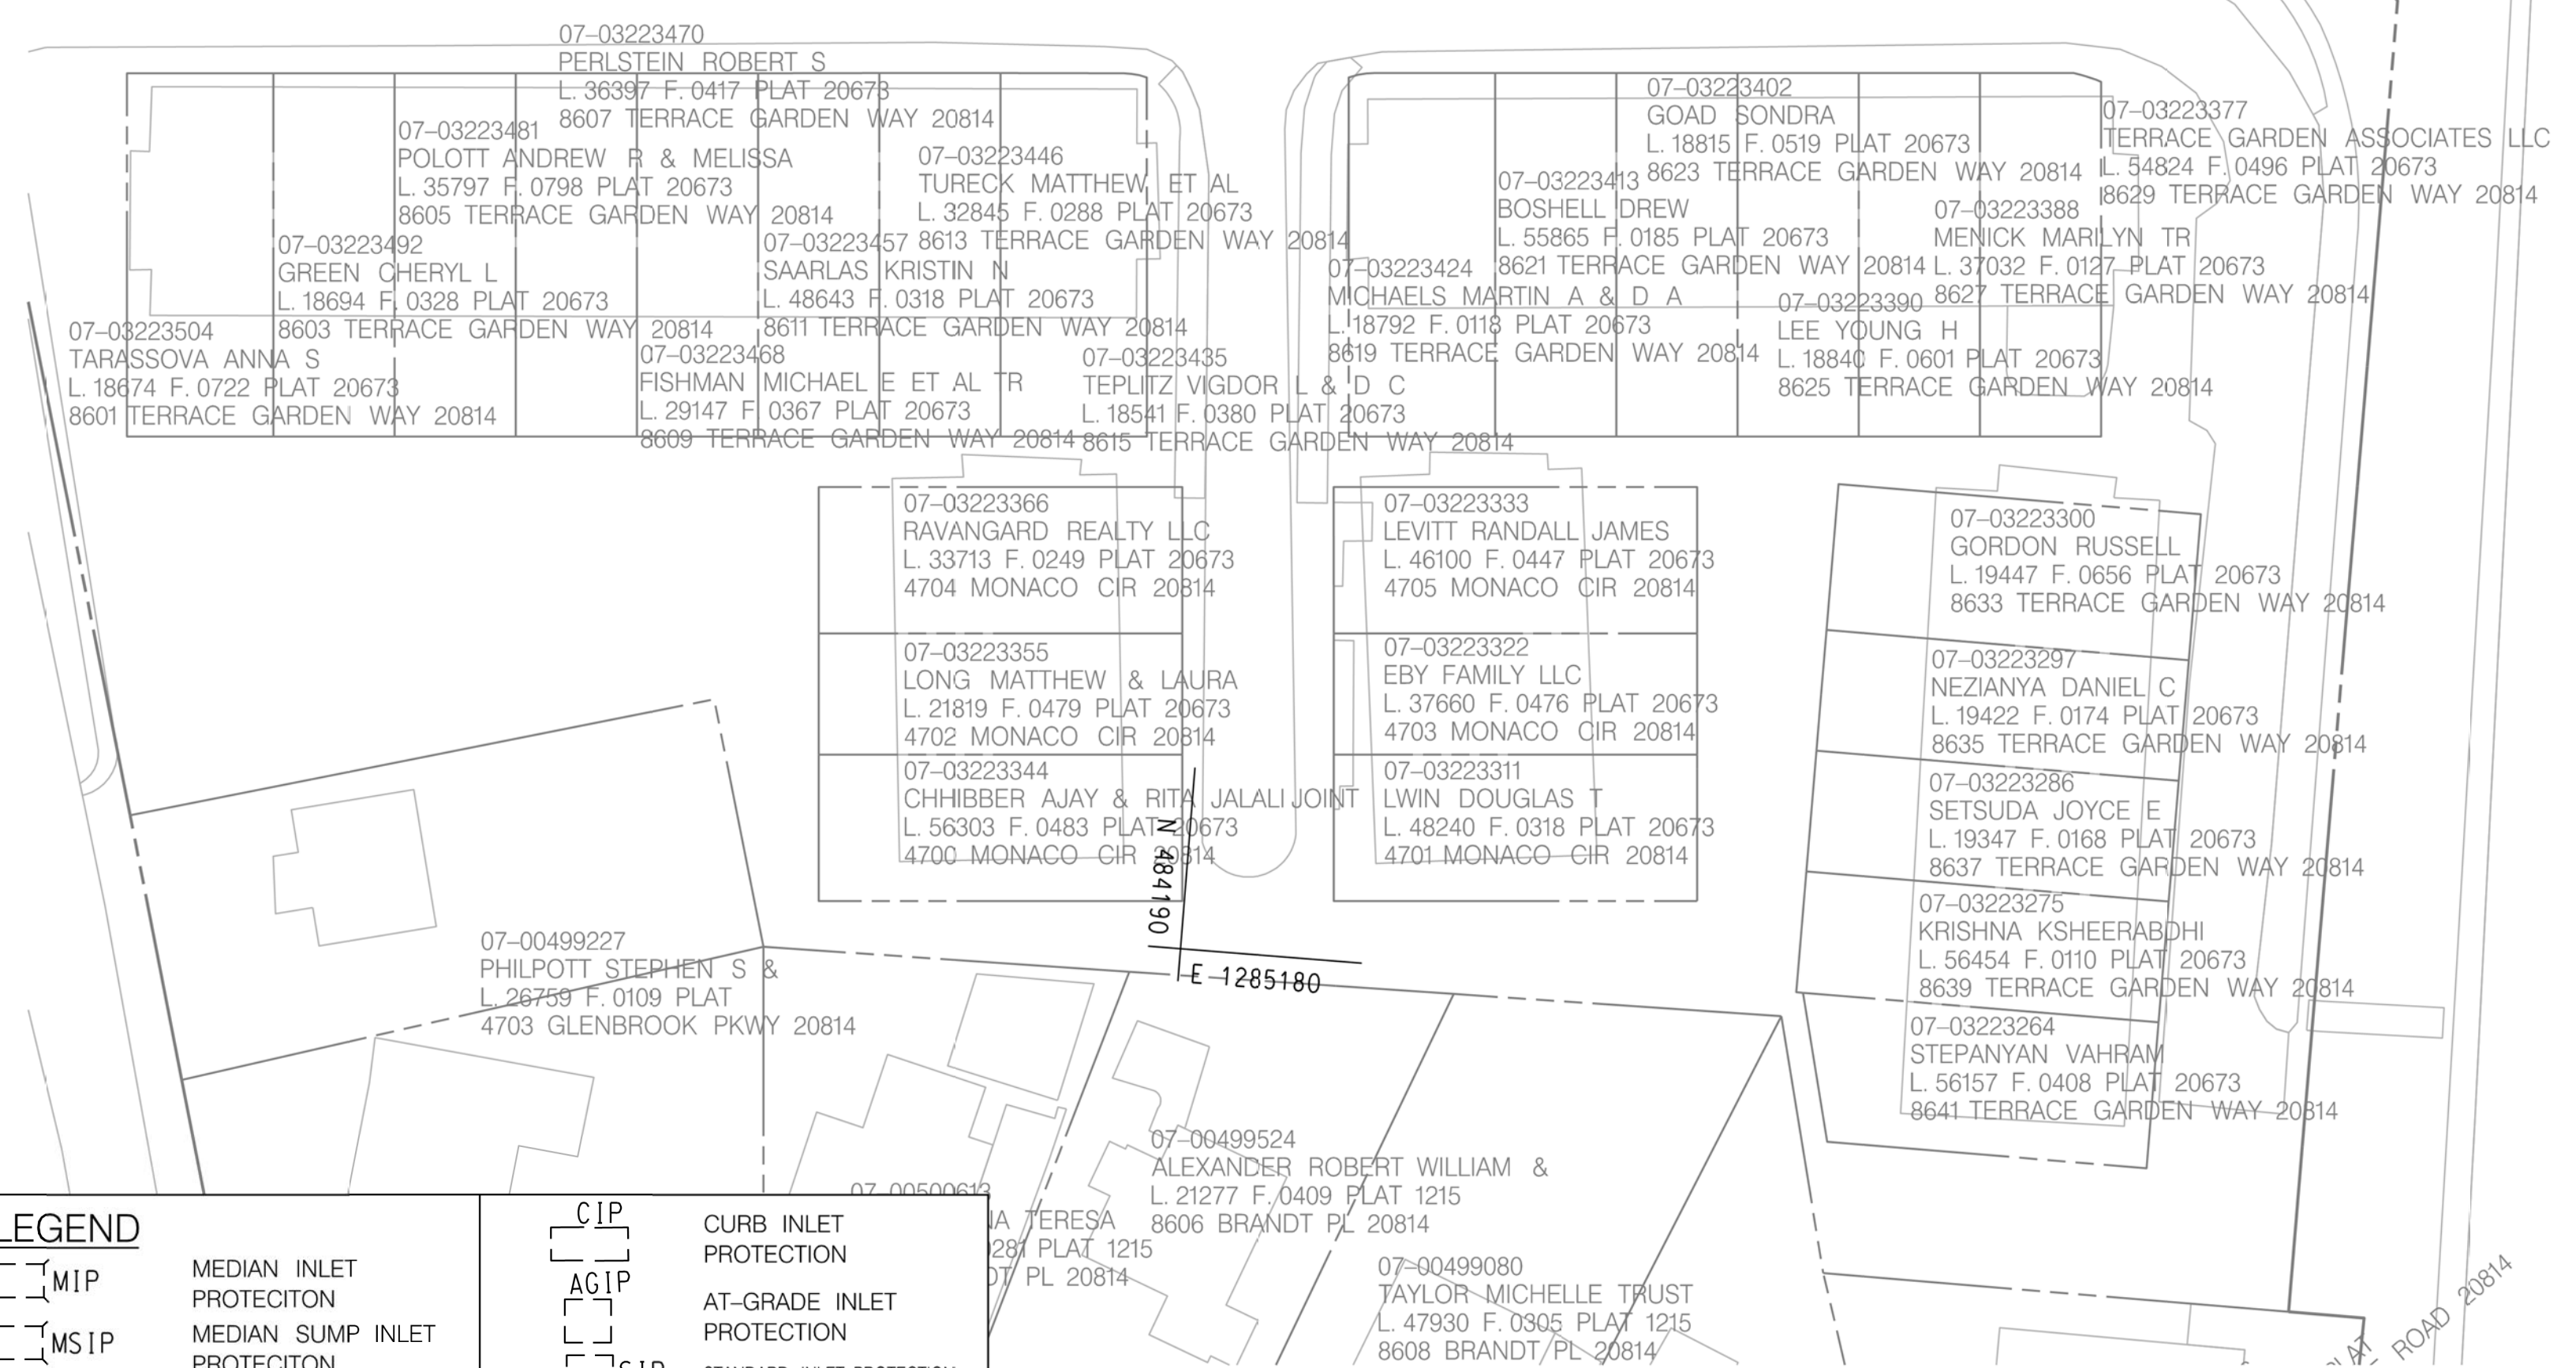 07-03223470
PERLSTEIN ROBERT S
L. 36397 F. 0417 PLAT 20673
8607 TERRACE GARDEN WAY 20814
07-03223481
POLOTT ANDREW R & MELISSA
L. 35797 F. 0798 PLAT 20673
8605 TERRACE GARDEN WAY 20814
07-03223446
TURECK MATTHEW ET AL
L. 32845 F. 0288 PLAT 20673
8613 TERRACE GARDEN WAY 20814
07-03223492
GREEN CHERYL L
L. 18694 F. 0328 PLAT 20673
8603 TERRACE GARDEN WAY 20814
07-03223457
SAARLAS KRISTIN N
L. 48643 F. 0318 PLAT 20673
8611 TERRACE GARDEN WAY 20814
07-03223504
TARASSOVA ANNA S
L. 18674 F. 0722 PLAT 20673
8601 TERRACE GARDEN WAY 20814
07-03223468
FISHMAN MICHAEL E ET AL TR
L. 29147 F. 0367 PLAT 20673
8609 TERRACE GARDEN WAY 20814
07-03223435
TEPLITZ VIGDOR L & D C
L. 18541 F. 0380 PLAT 20673
8615 TERRACE GARDEN WAY 20814
07-03223402
GOAD SONDRA
L. 18815 F. 0519 PLAT 20673
8623 TERRACE GARDEN WAY 20814
07-03223377
TERRACE GARDEN ASSOCIATES LLC
L. 54824 F. 0496 PLAT 20673
8629 TERRACE GARDEN WAY 20814
07-03223413
BOSHELL DREW
L. 55865 F. 0185 PLAT 20673
8621 TERRACE GARDEN WAY 20814
07-03223388
MENICK MARILYN TR
L. 37032 F. 0127 PLAT 20673
8627 TERRACE GARDEN WAY 20814
07-03223424
MICHAELS MARTIN A & D A
L. 18792 F. 0118 PLAT 20673
8619 TERRACE GARDEN WAY 20814
07-03223390
LEE YOUNG H
L. 18840 F. 0601 PLAT 20673
8625 TERRACE GARDEN WAY 20814
07-03223366
RAVANGARD REALTY LLC
L. 33713 F. 0249 PLAT 20673
4704 MONACO CIR 20814
07-03223355
LONG MATTHEW & LAURA
L. 21819 F. 0479 PLAT 20673
4702 MONACO CIR 20814
07-03223344
CHHIBBER AJAY & RITA JALALI JOINT
L. 56303 F. 0483 PLAT 20673
4700 MONACO CIR 20814
07-03223333
LEVITT RANDALL JAMES
L. 46100 F. 0447 PLAT 20673
4705 MONACO CIR 20814
07-03223322
EBY FAMILY LLC
L. 37660 F. 0476 PLAT 20673
4703 MONACO CIR 20814
07-03223311
LWIN DOUGLAS T
L. 48240 F. 0318 PLAT 20673
4701 MONACO CIR 20814
07-03223300
GORDON RUSSELL
L. 19447 F. 0656 PLAT 20673
8633 TERRACE GARDEN WAY 20814
07-03223297
NEZIANYA DANIEL C
L. 19422 F. 0174 PLAT 20673
8635 TERRACE GARDEN WAY 20814
07-03223286
SETSUDA JOYCE E
L. 19347 F. 0168 PLAT 20673
8637 TERRACE GARDEN WAY 20814
07-03223275
KRISHNA KSHEERABDHI
L. 56454 F. 0110 PLAT 20673
8639 TERRACE GARDEN WAY 20814
07-03223264
STEPANYAN VAHRAM
L. 56157 F. 0408 PLAT 20673
8641 TERRACE GARDEN WAY 20814
N 484190
E 1285180
07-00499227
PHILPOTT STEPHEN S &
L. 26759 F. 0109 PLAT
4703 GLENBROOK PKWY 20814
07-00499524
ALEXANDER ROBERT WILLIAM &
L. 21277 F. 0409 PLAT 1215
8606 BRANDT PL 20814
07-00500613
NA TERESA
0281 PLAT 1215
DT PL 20814
07-00499080
TAYLOR MICHELLE TRUST
L. 47930 F. 0305 PLAT 1215
8608 BRANDT PL 20814
PLAT
ROAD 20814
LEGEND
MIP
MEDIAN INLET
PROTECITON
MSIP
MEDIAN SUMP INLET
PROTECITON
CIP
CURB INLET
PROTECTION
AGIP
AT-GRADE INLET
PROTECTION
SIP
STANDARD INLET PROTECTION